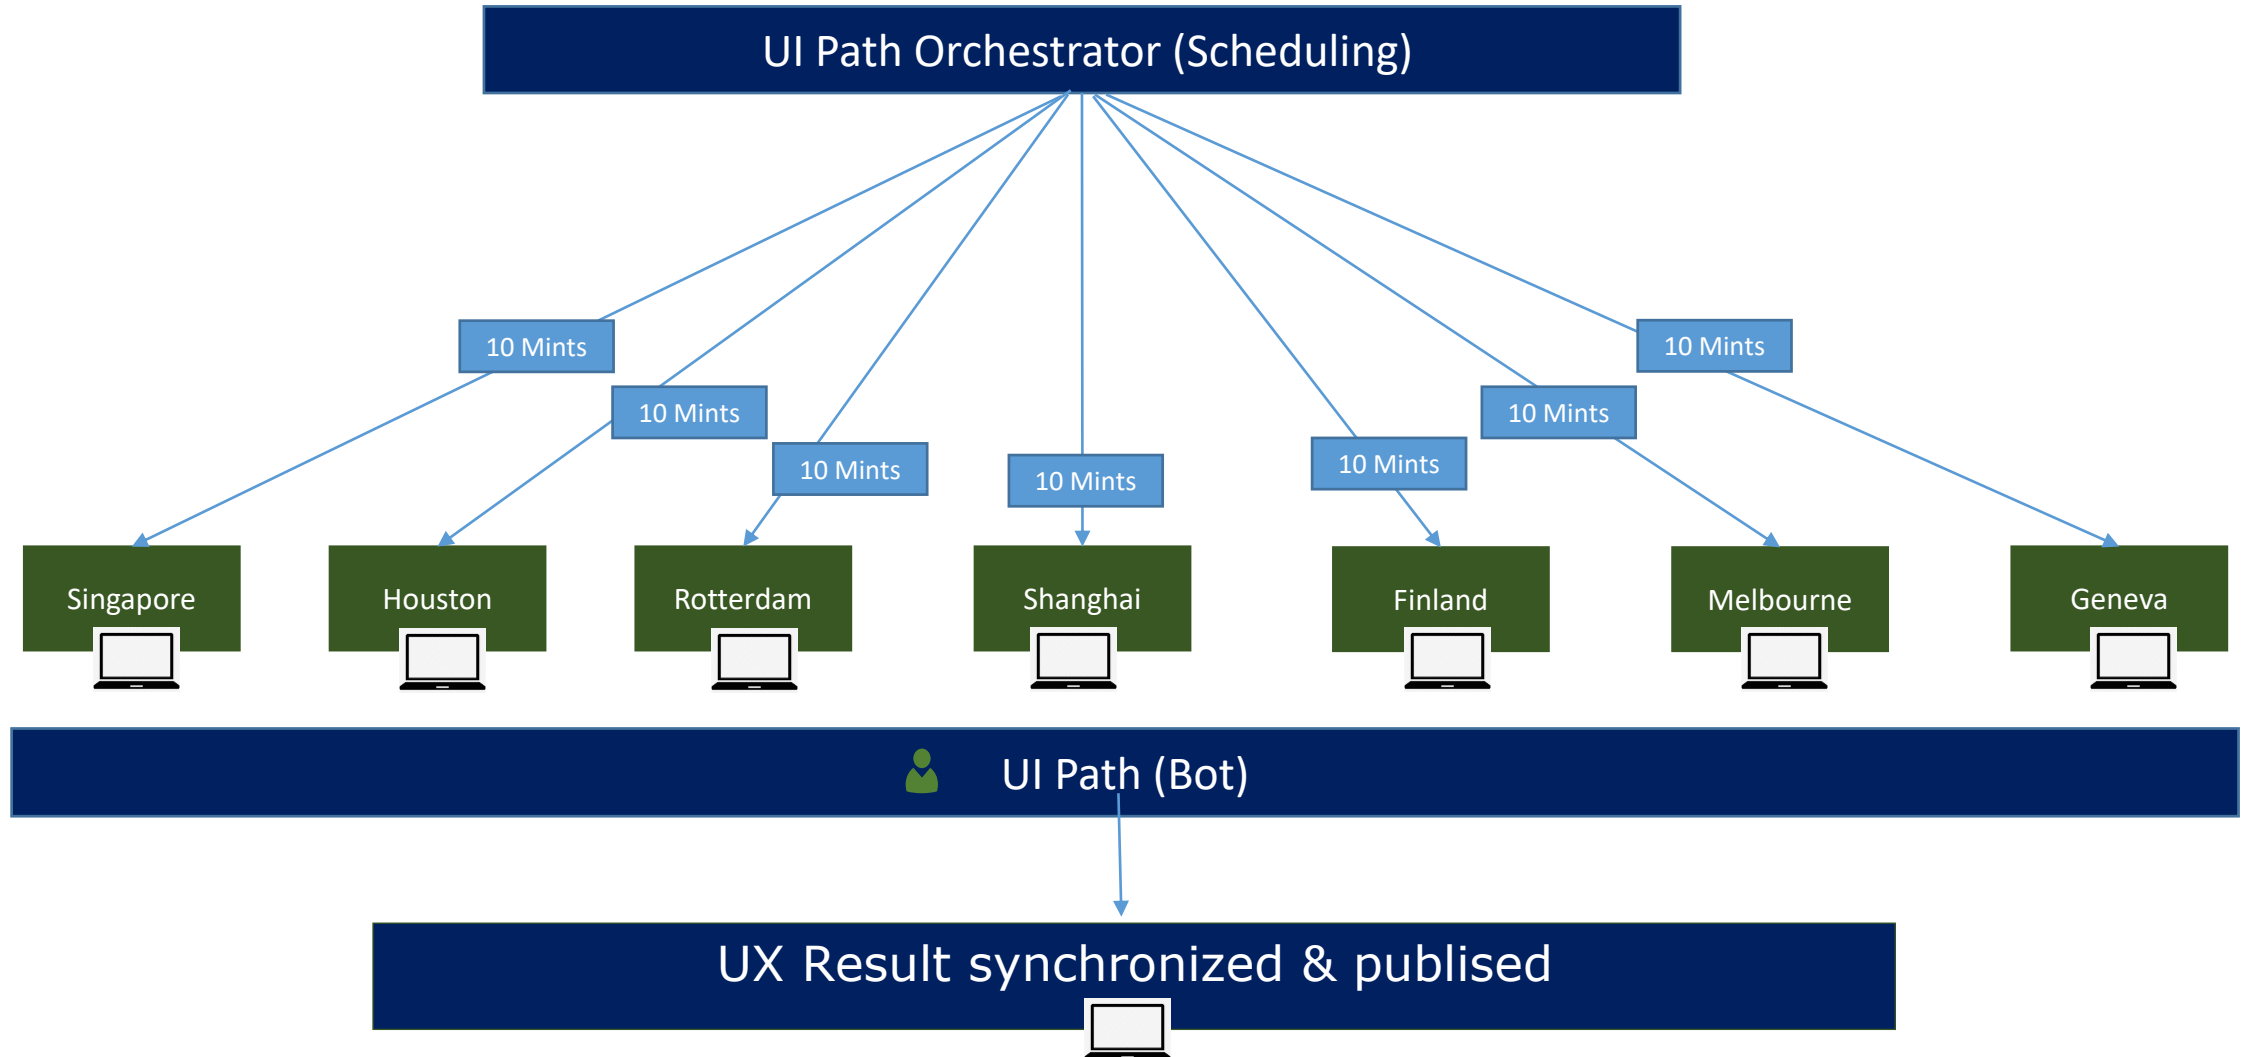 UI Path Orchestrator (Scheduling)
10 Mints
10 Mints
10 Mints
10 Mints
10 Mints
10 Mints
10 Mints
Singapore
Houston
Rotterdam
Shanghai
Finland
Melbourne
Geneva
UI Path (Bot)
UX Result synchronized & publised